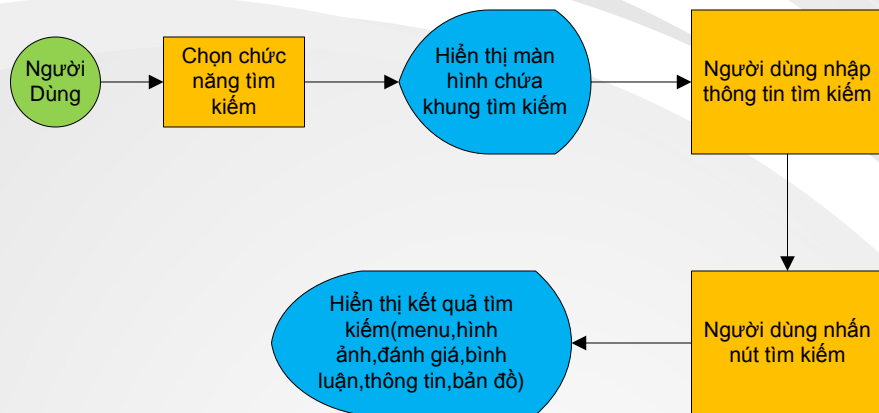 Người
Dùng
Chọn chức
năng tìm
kiếm
Hiển thị màn
hình chứa
khung tìm kiếm
Người dùng nhập
thông tin tìm kiếm
Người dùng nhấn
nút tìm kiếm
Hiển thị kết quả tìm
kiếm(menu,hình
ảnh,đánh giá,bình
luận,thông tin,bản đồ)